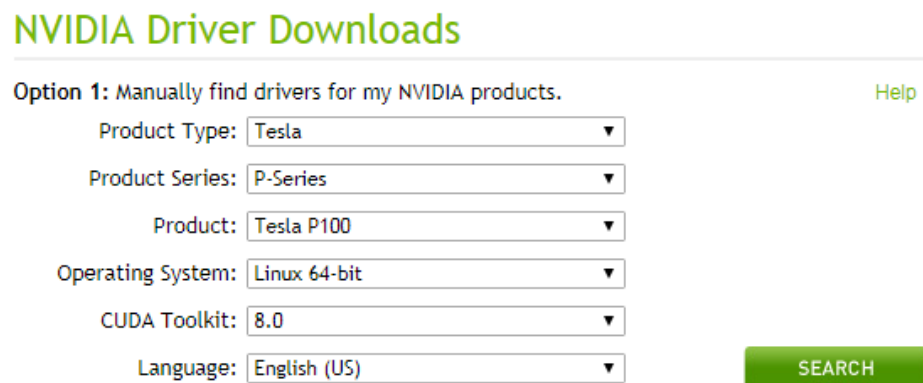 NVIDIA Driver Downloads
Option 1: Manually find drivers for my NVIDIA products. Help
Product Type: Tesla
Product Series: P-Series
Product: Tesla P100
Operating System: Linux 64-bit
CUDA Toolkit: 8.0
Language: English (US) SEARCH